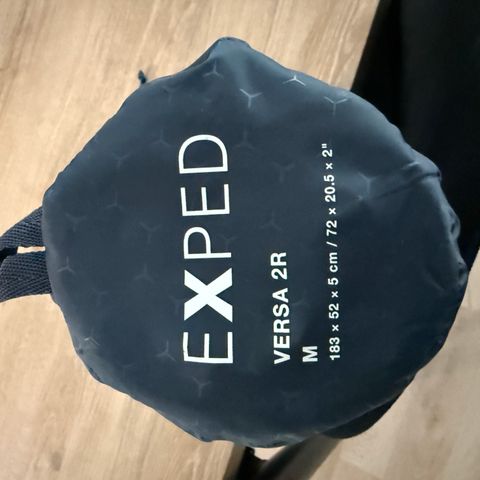 EXPED
VERSA 2R
M
183 × 52 × 5 cm / 72 × 20.5 × 2"